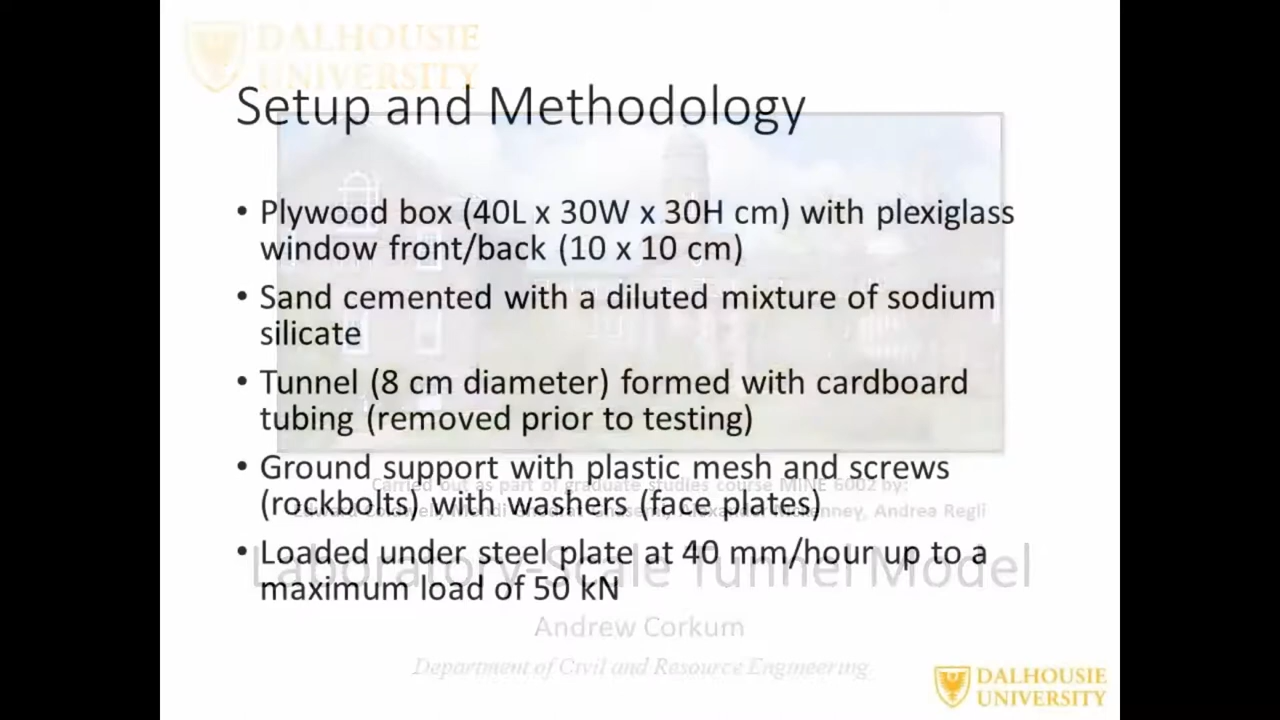 DALHOUSIE
UNIVERSITY
Setup and Methodology
• Plywood box (40L x 30W x 30H cm) with plexiglass
window front/back (10 x 10 cm)
• Sand cemented with a diluted mixture of sodium
silicate
• Tunnel (8 cm diameter) formed with cardboard
tubing (removed prior to testing)
• Ground support with plastic mesh and screws
Carried out as part of graduate studies course MINE 6002 by:
(rockbolts) with washers (face plates)
Andrea Regli
• Loaded under steel plate at 40 mm/hour up to a
Laboratory-Scale Tunnel Model
maximum load of 50 kN
Andrew Corkum
Department of Civil and Resource Engineering
DALHOUSIE
UNIVERSITY